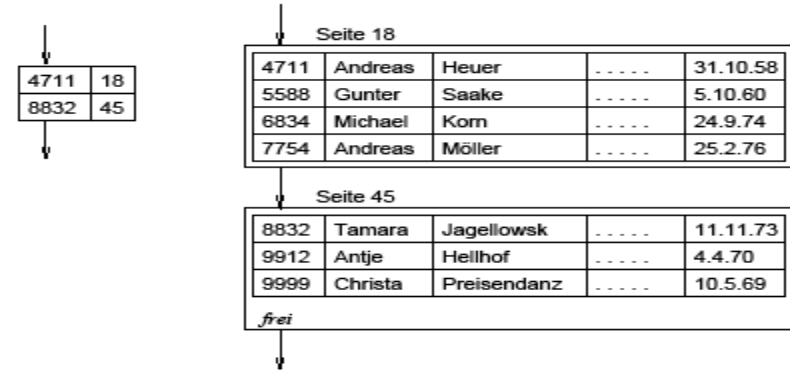 4711 18
8832 45
Seite 18
4711 Andreas Heuer ..... 31.10.58
5588 Gunter Saake ..... 5.10.60
6834 Michael Korn ..... 24.9.74
7754 Andreas Möller ..... 25.2.76
Seite 45
8832 Tamara Jagellowsk ..... 11.11.73
9912 Antje Hellhof ..... 4.4.70
9999 Christa Preisendanz ..... 10.5.69
frei